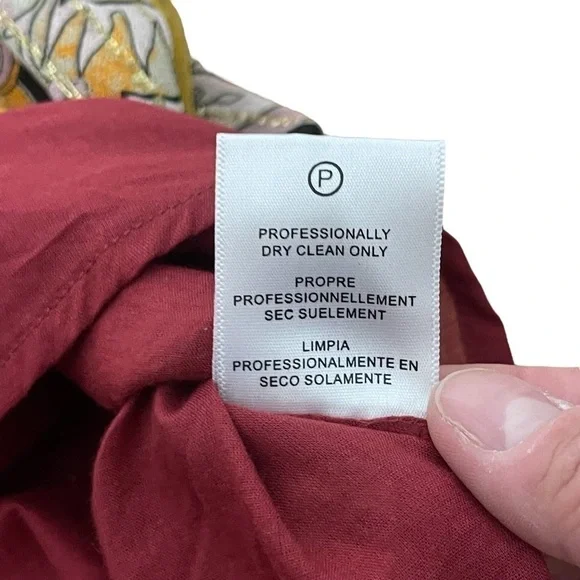 P
PROFESSIONALLY
DRY CLEAN ONLY
PROPRE
PROFESSIONNELLEMENT
SEC SUELEMENT
LIMPIA
PROFESSIONALMENTE EN
SECO SOLAMENTE